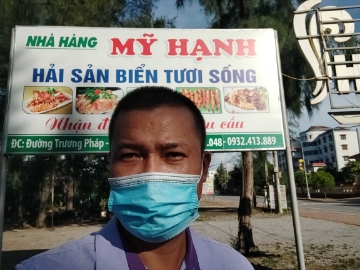 NHÀ HÀNG MỸ HẠNH
HẢI SẢN BIỂN TƯƠI SỐNG
Nhận đ cầu
ĐC: Đường Trương Pháp - .048- 0932.413.889